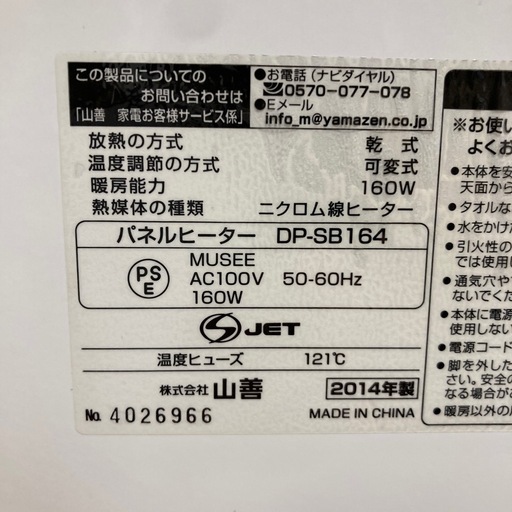 この製品についての
お問い合わせは
「山善 家電お客様サービス係」
●お電話(ナビダイヤル)
0570-077-078
●Eメール
info_m@yamazen.co.jp
放熱の方式 乾式
温度調節の方式 可変式
暖房能力 160W
熱媒体の種類 ニクロム線ヒーター
パネルヒーター DP-SB164
PSE
MUSEE
AC100V 50-60Hz
160W
JET
温度ヒューズ 121℃
株式会社 山善 2014年製
No. 4026966 MADE IN CHINA
※お使い
よくお
●本体を安
天面から
●タオルな
●水をかけ
●引火性の
では使用し
●通気穴や
ないでくだ
●本体に電源
使用しない
●電源コード
●脚を外した
さい。安全の
なる場合が
●暖房以外の